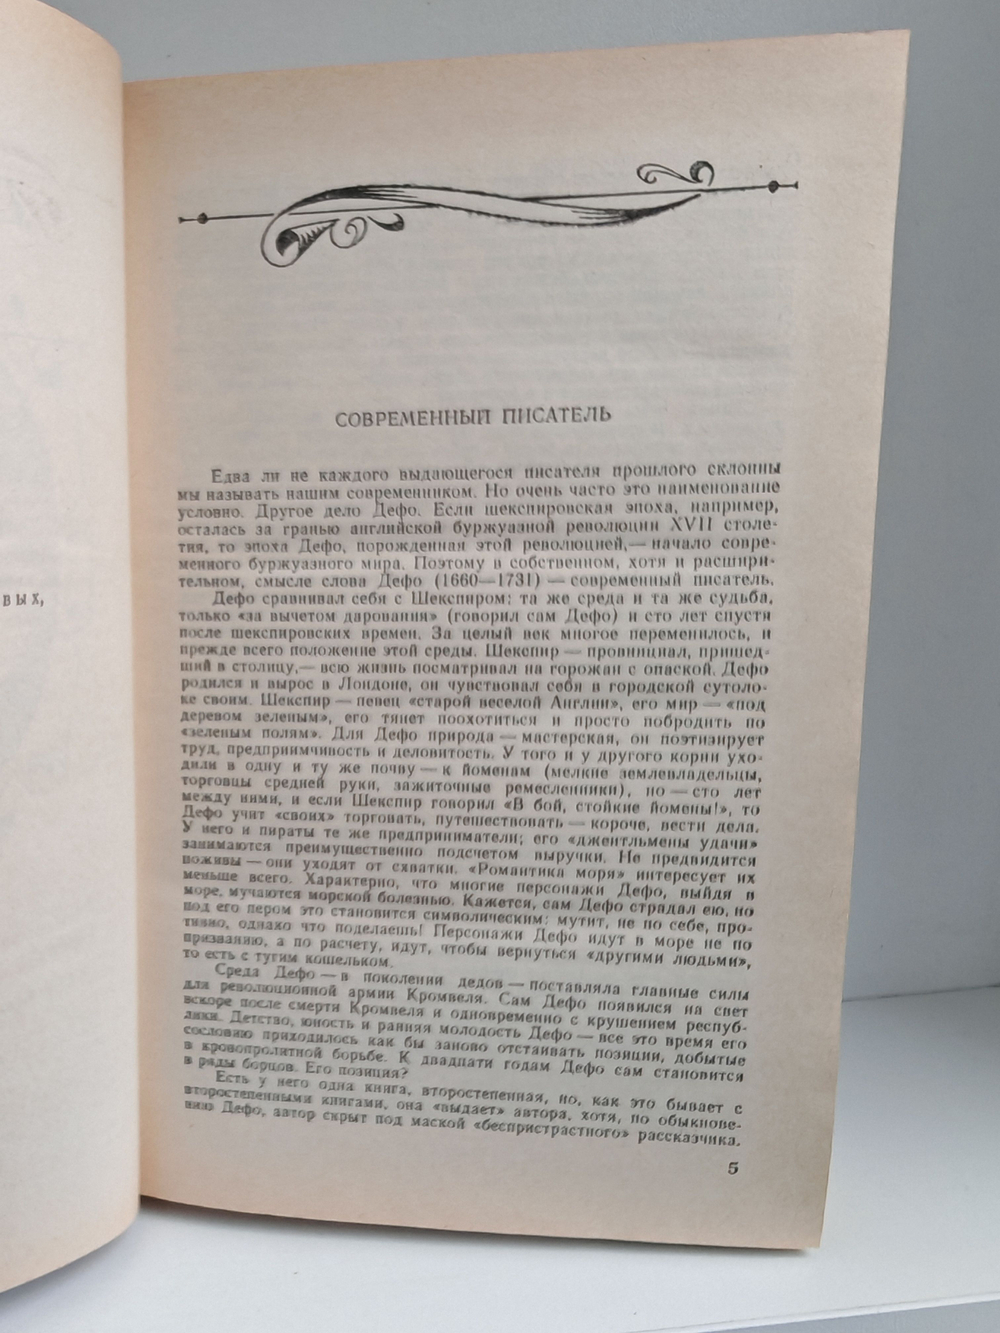 вых,
СОВРЕМЕННЫЙ ПИСАТЕЛЬ
Едва ли не каждого выдающегося писателя прошлого склонны
мы называть нашим современником. Но очень часто это наименование
условно. Другое дело Дефо. Если шекспировская эпоха, например,
осталась за гранью английской буржуазной революции XVII столе-
тия, то эпоха Дефо, порожденная этой революцией,— начало совре-
менного буржуазного мира. Поэтому в собственном, хотя и расшири-
тельном, смысле слова Дефо (1660—1731) — современный писатель.
Дефо сравнивал себя с Шекспиром: та же среда и та же судьба,
только «за вычетом дарования» (говорил сам Дефо) и сто лет спустя
после шекспировских времен. За целый век многое переменилось, и
прежде всего положение этой среды. Шекспир — провинциал, пришед-
ший в столицу,— всю жизнь посматривал на горожан с опаской. Дефо
родился и вырос в Лондоне, он чувствовал себя в городской сутоло-
ке своим. Шекспир — певец «старой веселой Англии», его мир — «под
деревом зеленым», его тянет поохотиться и просто побродить по
«зеленым полям». Для Дефо природа — мастерская, он поэтизирует
труд, предприимчивость и деловитость. У того и у другого корни ухо-
дили в одну и ту же почву — к йоменам (мелкие землевладельцы,
торговцы средней руки, зажиточные ремесленники), но — сто лет
между ними, и если Шекспир говорил «В бой, стойкие йомены!», то
Дефо учит «своих» торговать, путешествовать — короче, вести дела.
У него и пираты те же предприниматели; его «джентльмены удачи»
занимаются преимущественно подсчетом выручки. Не предвидится
поживы — они уходят от схватки. «Романтика моря» интересует их
меньше всего. Характерно, что многие персонажи Дефо, выйдя в
море, мучаются морской болезнью. Кажется, сам Дефо страдал ею, но
под его пером это становится символическим: мутит, не по себе, про-
тивно, однако что поделаешь! Персонажи Дефо идут в море не по
призванию, а по расчету, идут, чтобы вернуться «другими людьми»,
то есть с тугим кошельком.
Среда Дефо — в поколении дедов — поставляла главные силы
для революционной армии Кромвеля. Сам Дефо появился на свет
вскоре после смерти Кромвеля и одновременно с крушением респуб-
лики. Детство, юность и ранняя молодость Дефо — все это время его
сословию приходилось как бы заново отстаивать позиции, добытые
в кровопролитной борьбе. К двадцати годам Дефо сам становится
в ряды борцов. Его позиция?
Есть у него одна книга, второстепенная, но, как это бывает с
второстепенными книгами, она «выдает» автора, хотя, по обыкнове-
нию Дефо, автор скрыт под маской «беспристрастного» рассказчика.
5